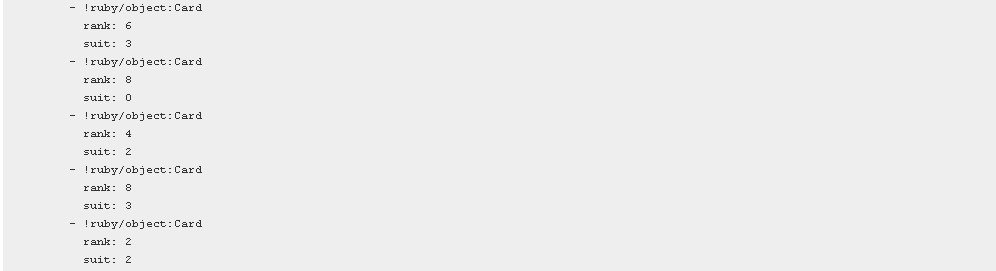 - !ruby/object:Card
rank: 6
suit: 3
- !ruby/object:Card
rank: 8
suit: 0
- !ruby/object:Card
rank: 4
suit: 2
- !ruby/object:Card
rank: 8
suit: 3
- !ruby/object:Card
rank: 2
suit: 2